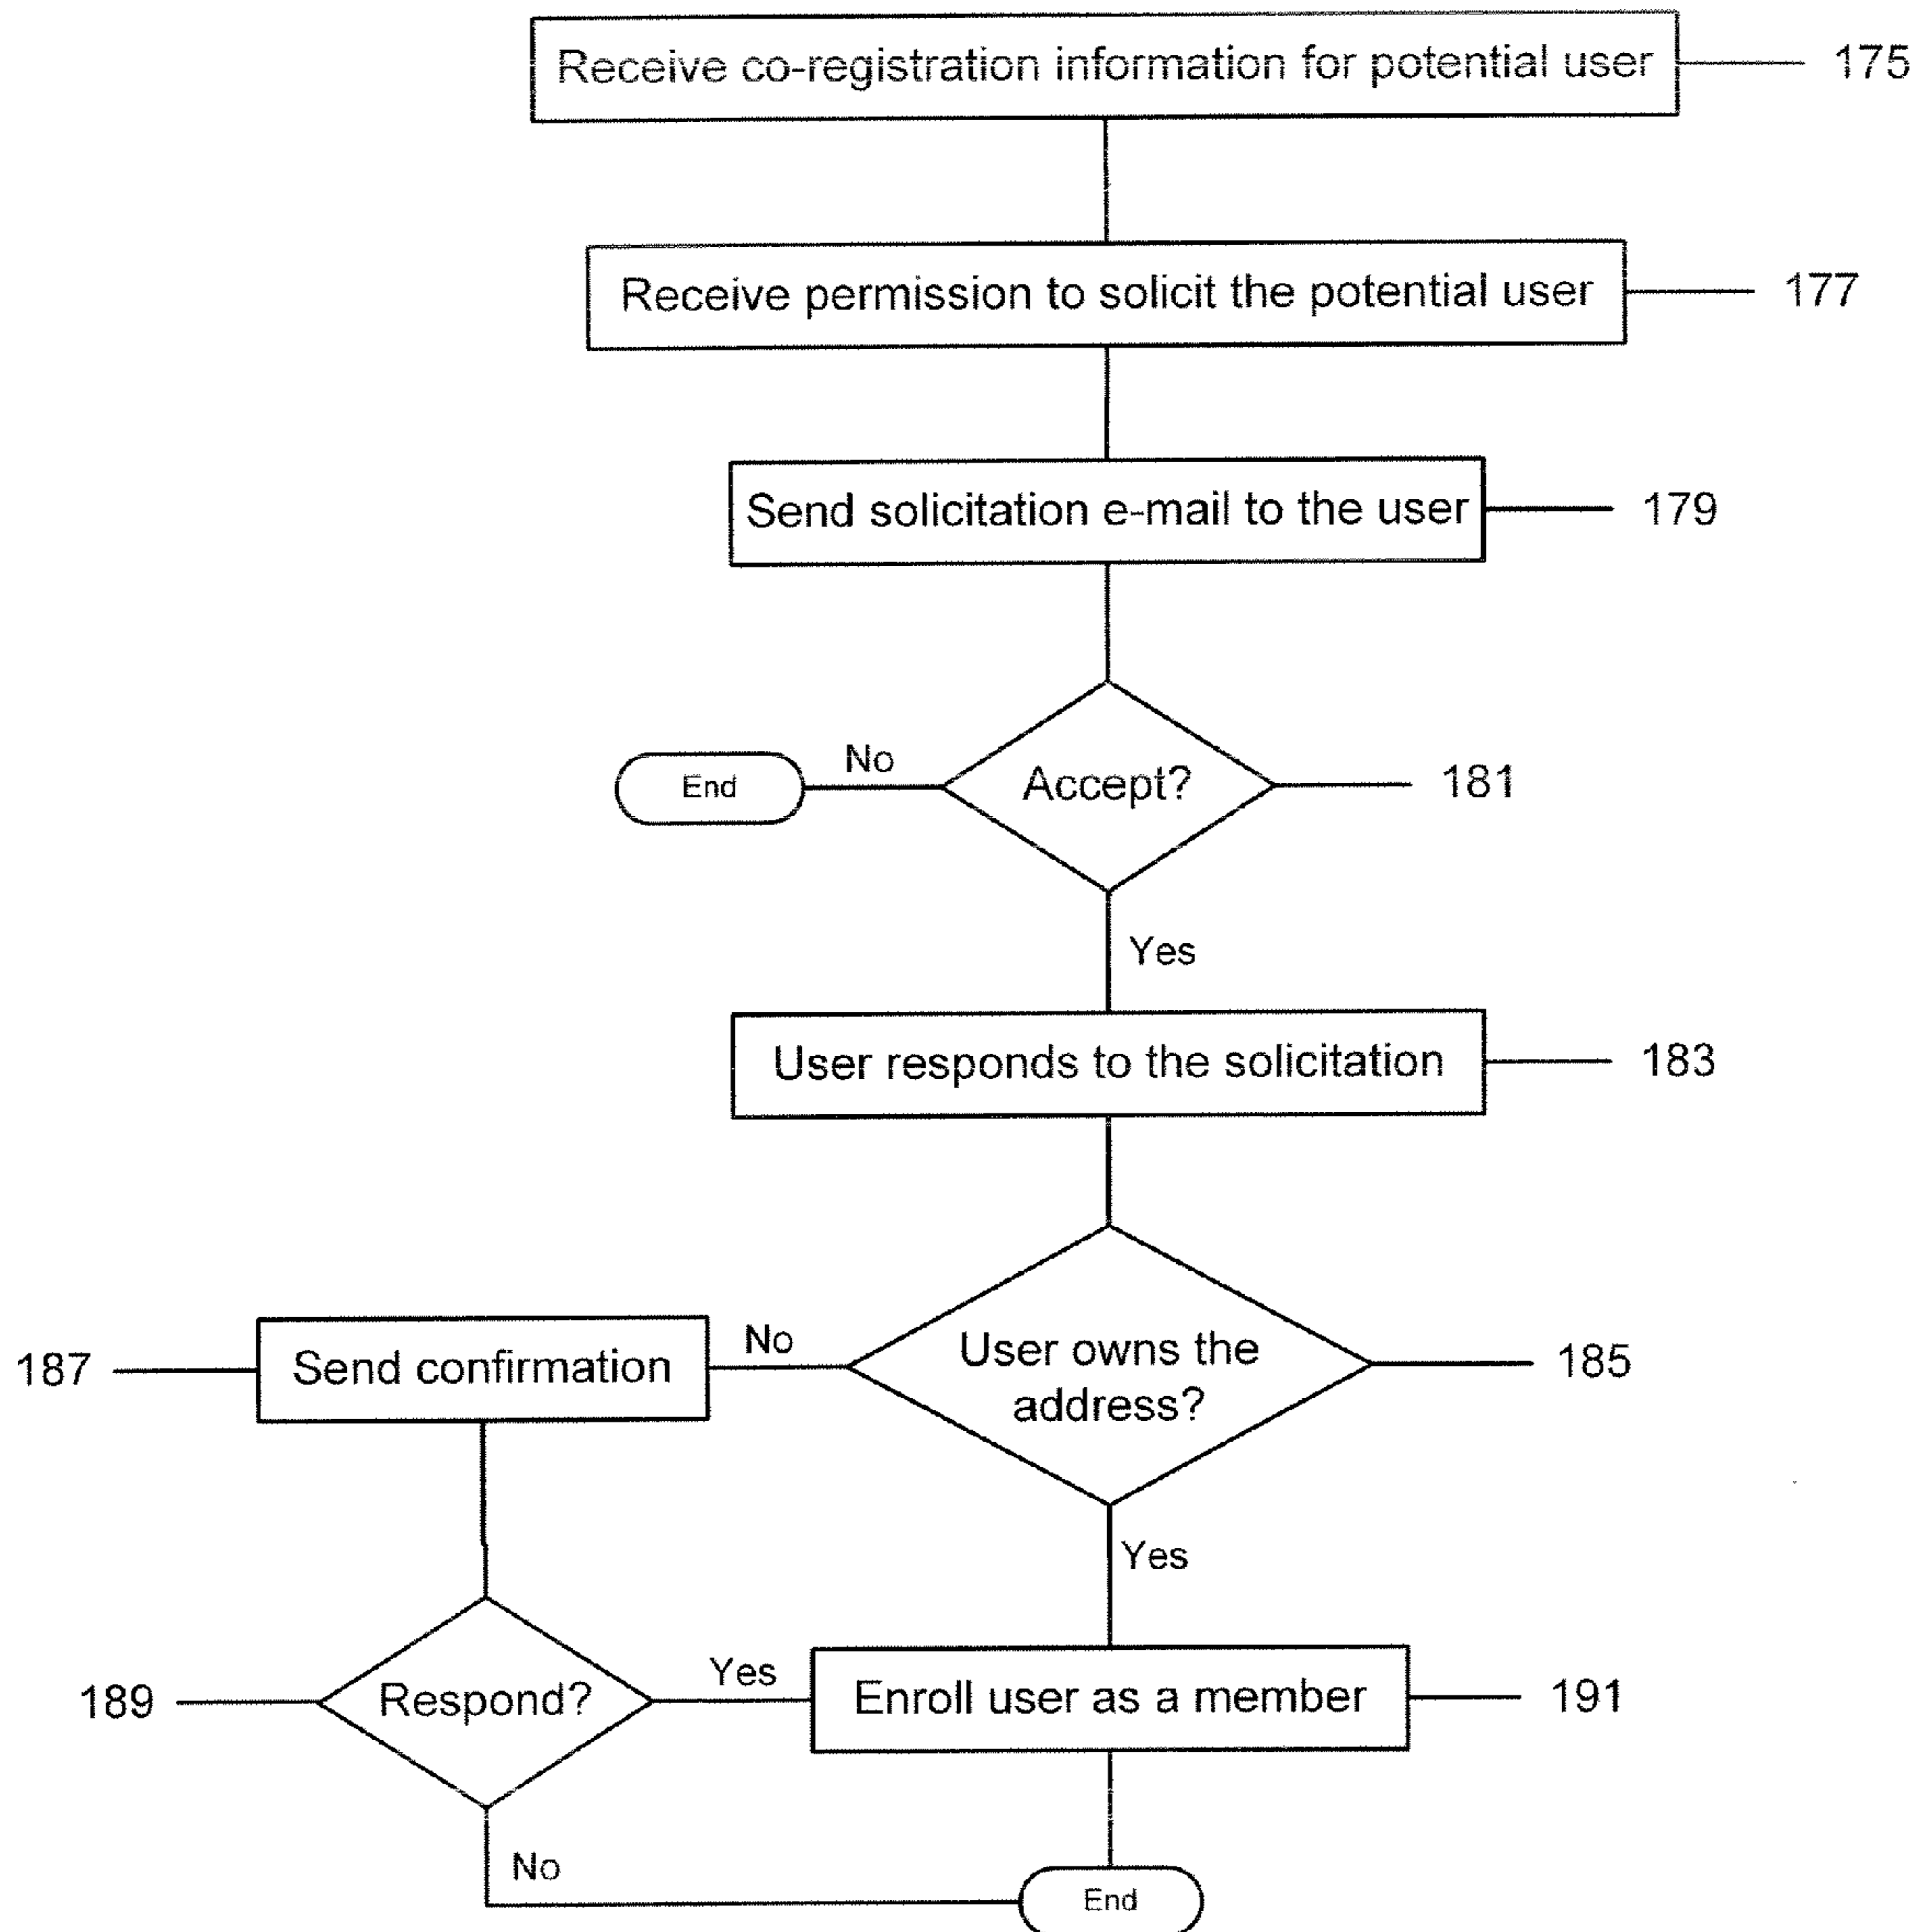 Receive co-registration information for potential user 175
Receive permission to solicit the potential user 177
Send solicitation e-mail to the user 179
End No Accept? 181
Yes
User responds to the solicitation 183
187 Send confirmation No User owns the 185
address?
Yes
189 Respond? Yes Enroll user as a member 191
No
End